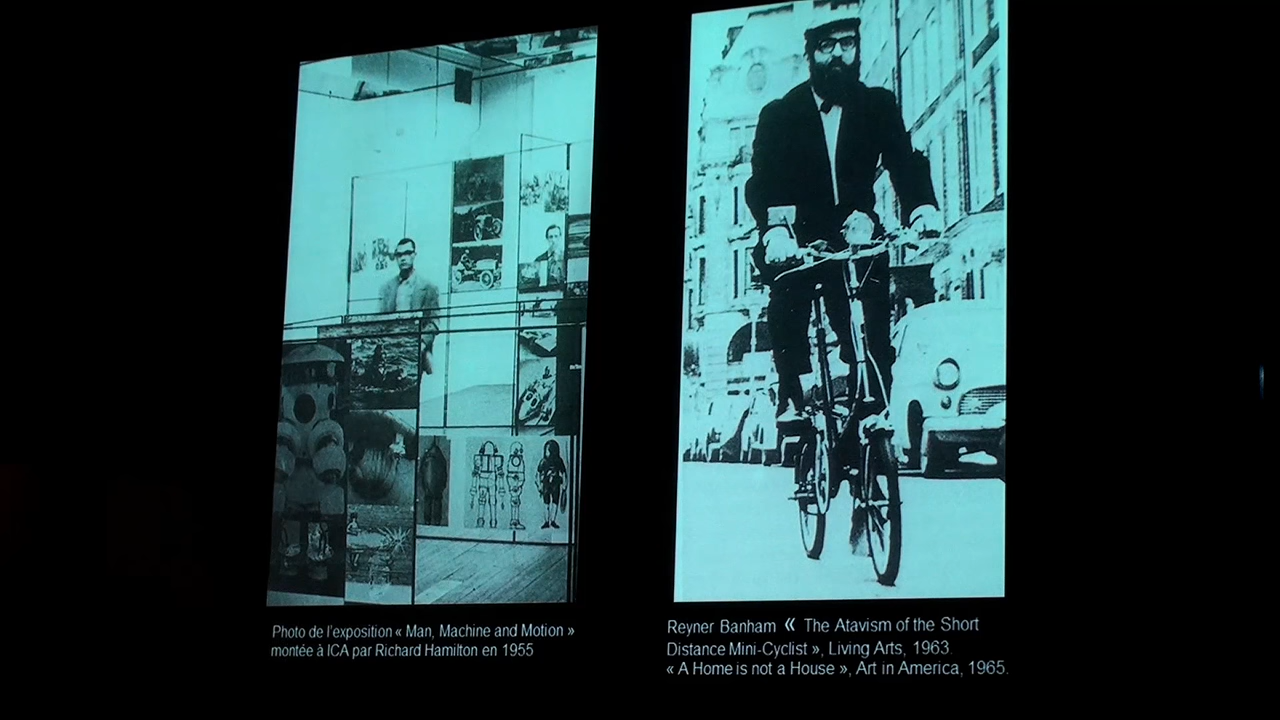 Photo de l'exposition « Man, Machine and Motion »
montée à ICA par Richard Hamilton en 1955
Reyner Banham « The Atavism of the Short
Distance Mini-Cyclist », Living Arts, 1963.
« A Home is not a House », Art in America, 1965.